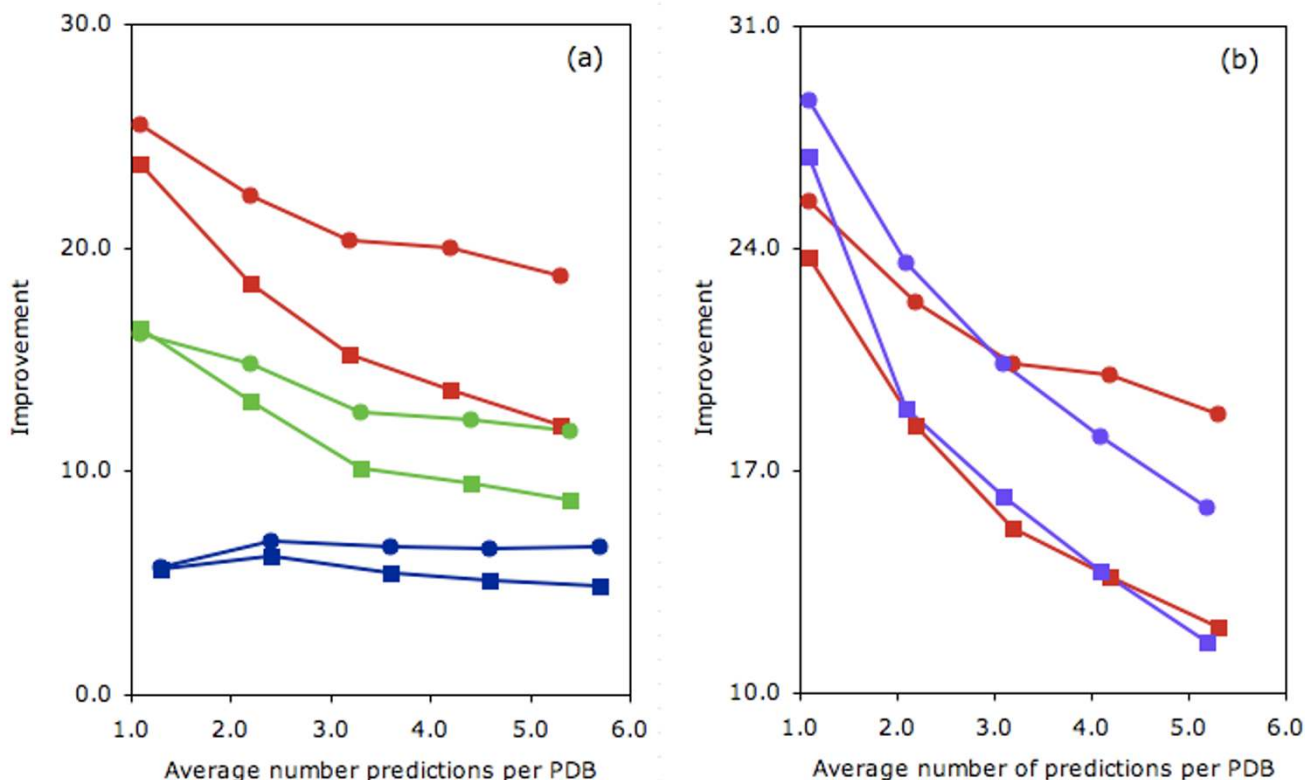 (a)
30.0
20.0
10.0
0.0
Improvement
1.0 2.0 3.0 4.0 5.0 6.0
Average number predictions per PDB
(b)
31.0
24.0
17.0
10.0
Improvement
1.0 2.0 3.0 4.0 5.0 6.0
Average number of predictions per PDB